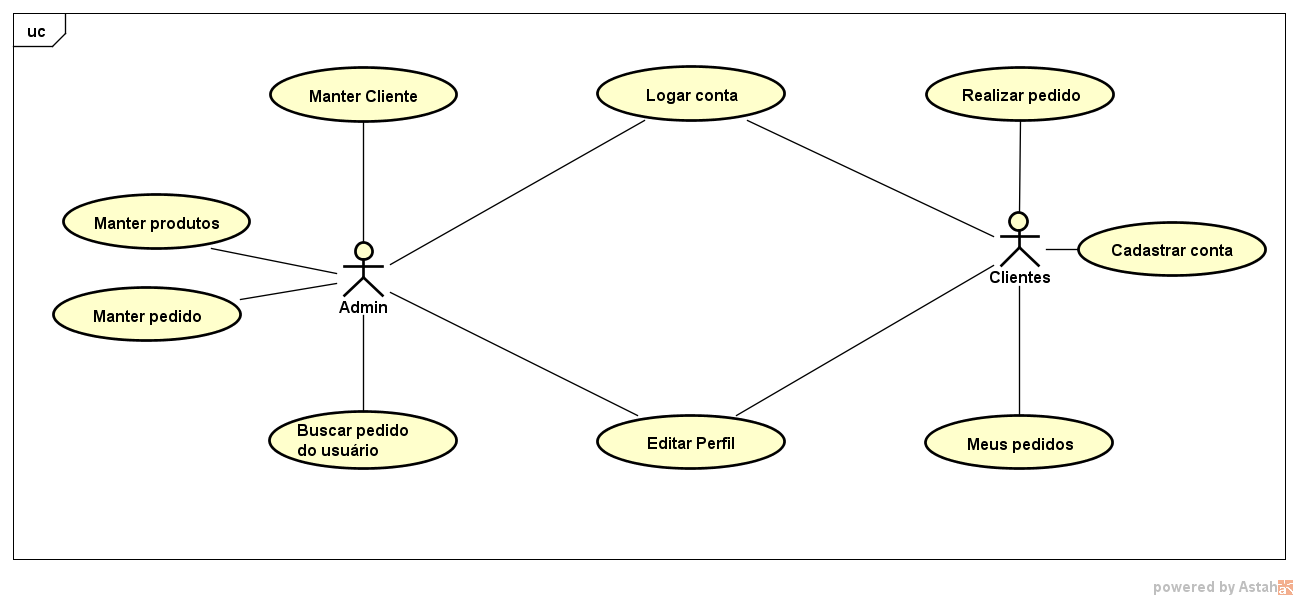 uc
Manter Cliente
Logar conta
Realizar pedido
Manter produtos
Cadastrar conta
Clientes
Manter pedido
Admin
Buscar pedido
do usuário
Editar Perfil
Meus pedidos
powered by Astah